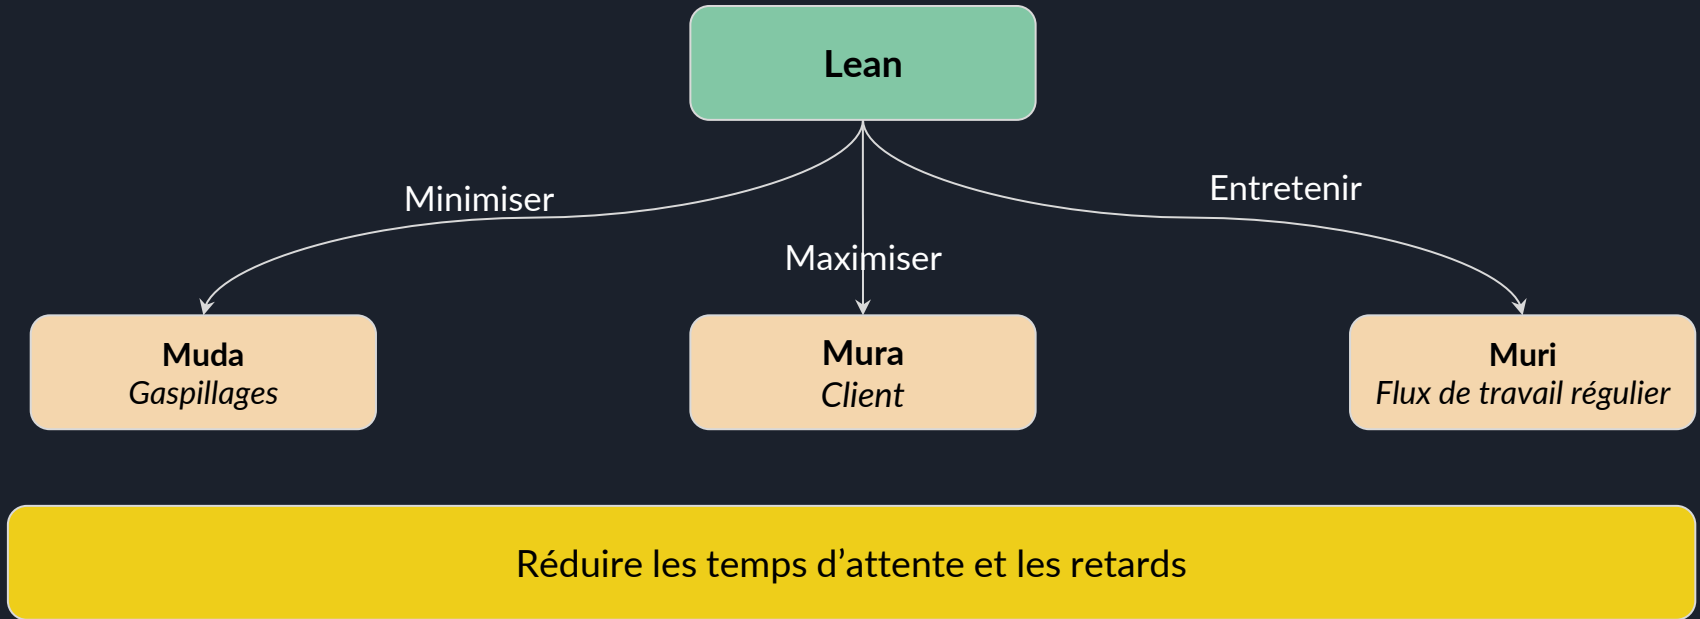 Lean
Minimiser
Entretenir
Maximiser
Muda
Gaspillages
Mura
Client
Muri
Flux de travail régulier
Réduire les temps d’attente et les retards